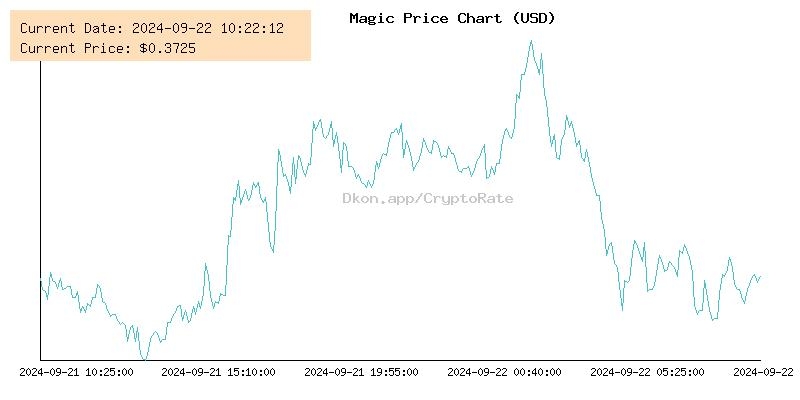 Magic Price Chart (USD)
Current Date: 2024-09-22 10:22:12
Current Price: $0.3725
Dkon.app/CryptoRate
2024-09-21 10:25:00 2024-09-21 15:10:00 2024-09-21 19:55:00 2024-09-22 00:40:00 2024-09-22 05:25:00 2024-09-22